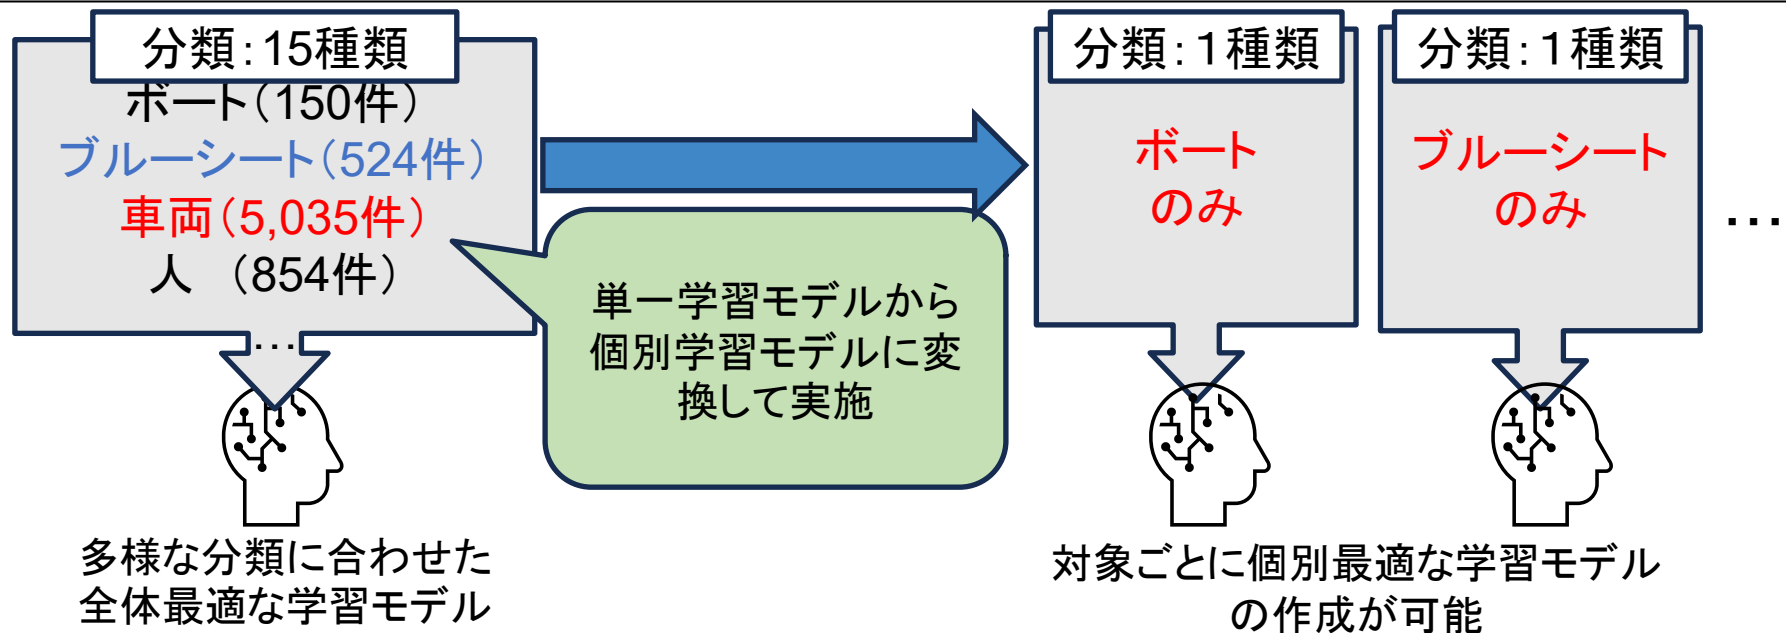 分類：15種類
ボート（150件）
ブルーシート（524件）
車両（5,035件）
人　（854件）
…
多様な分類に合わせた
全体最適な学習モデル
単一学習モデルから
個別学習モデルに変
換して実施
分類：１種類
ボート
のみ
分類：１種類
ブルーシート
のみ
…
対象ごとに個別最適な学習モデル
の作成が可能